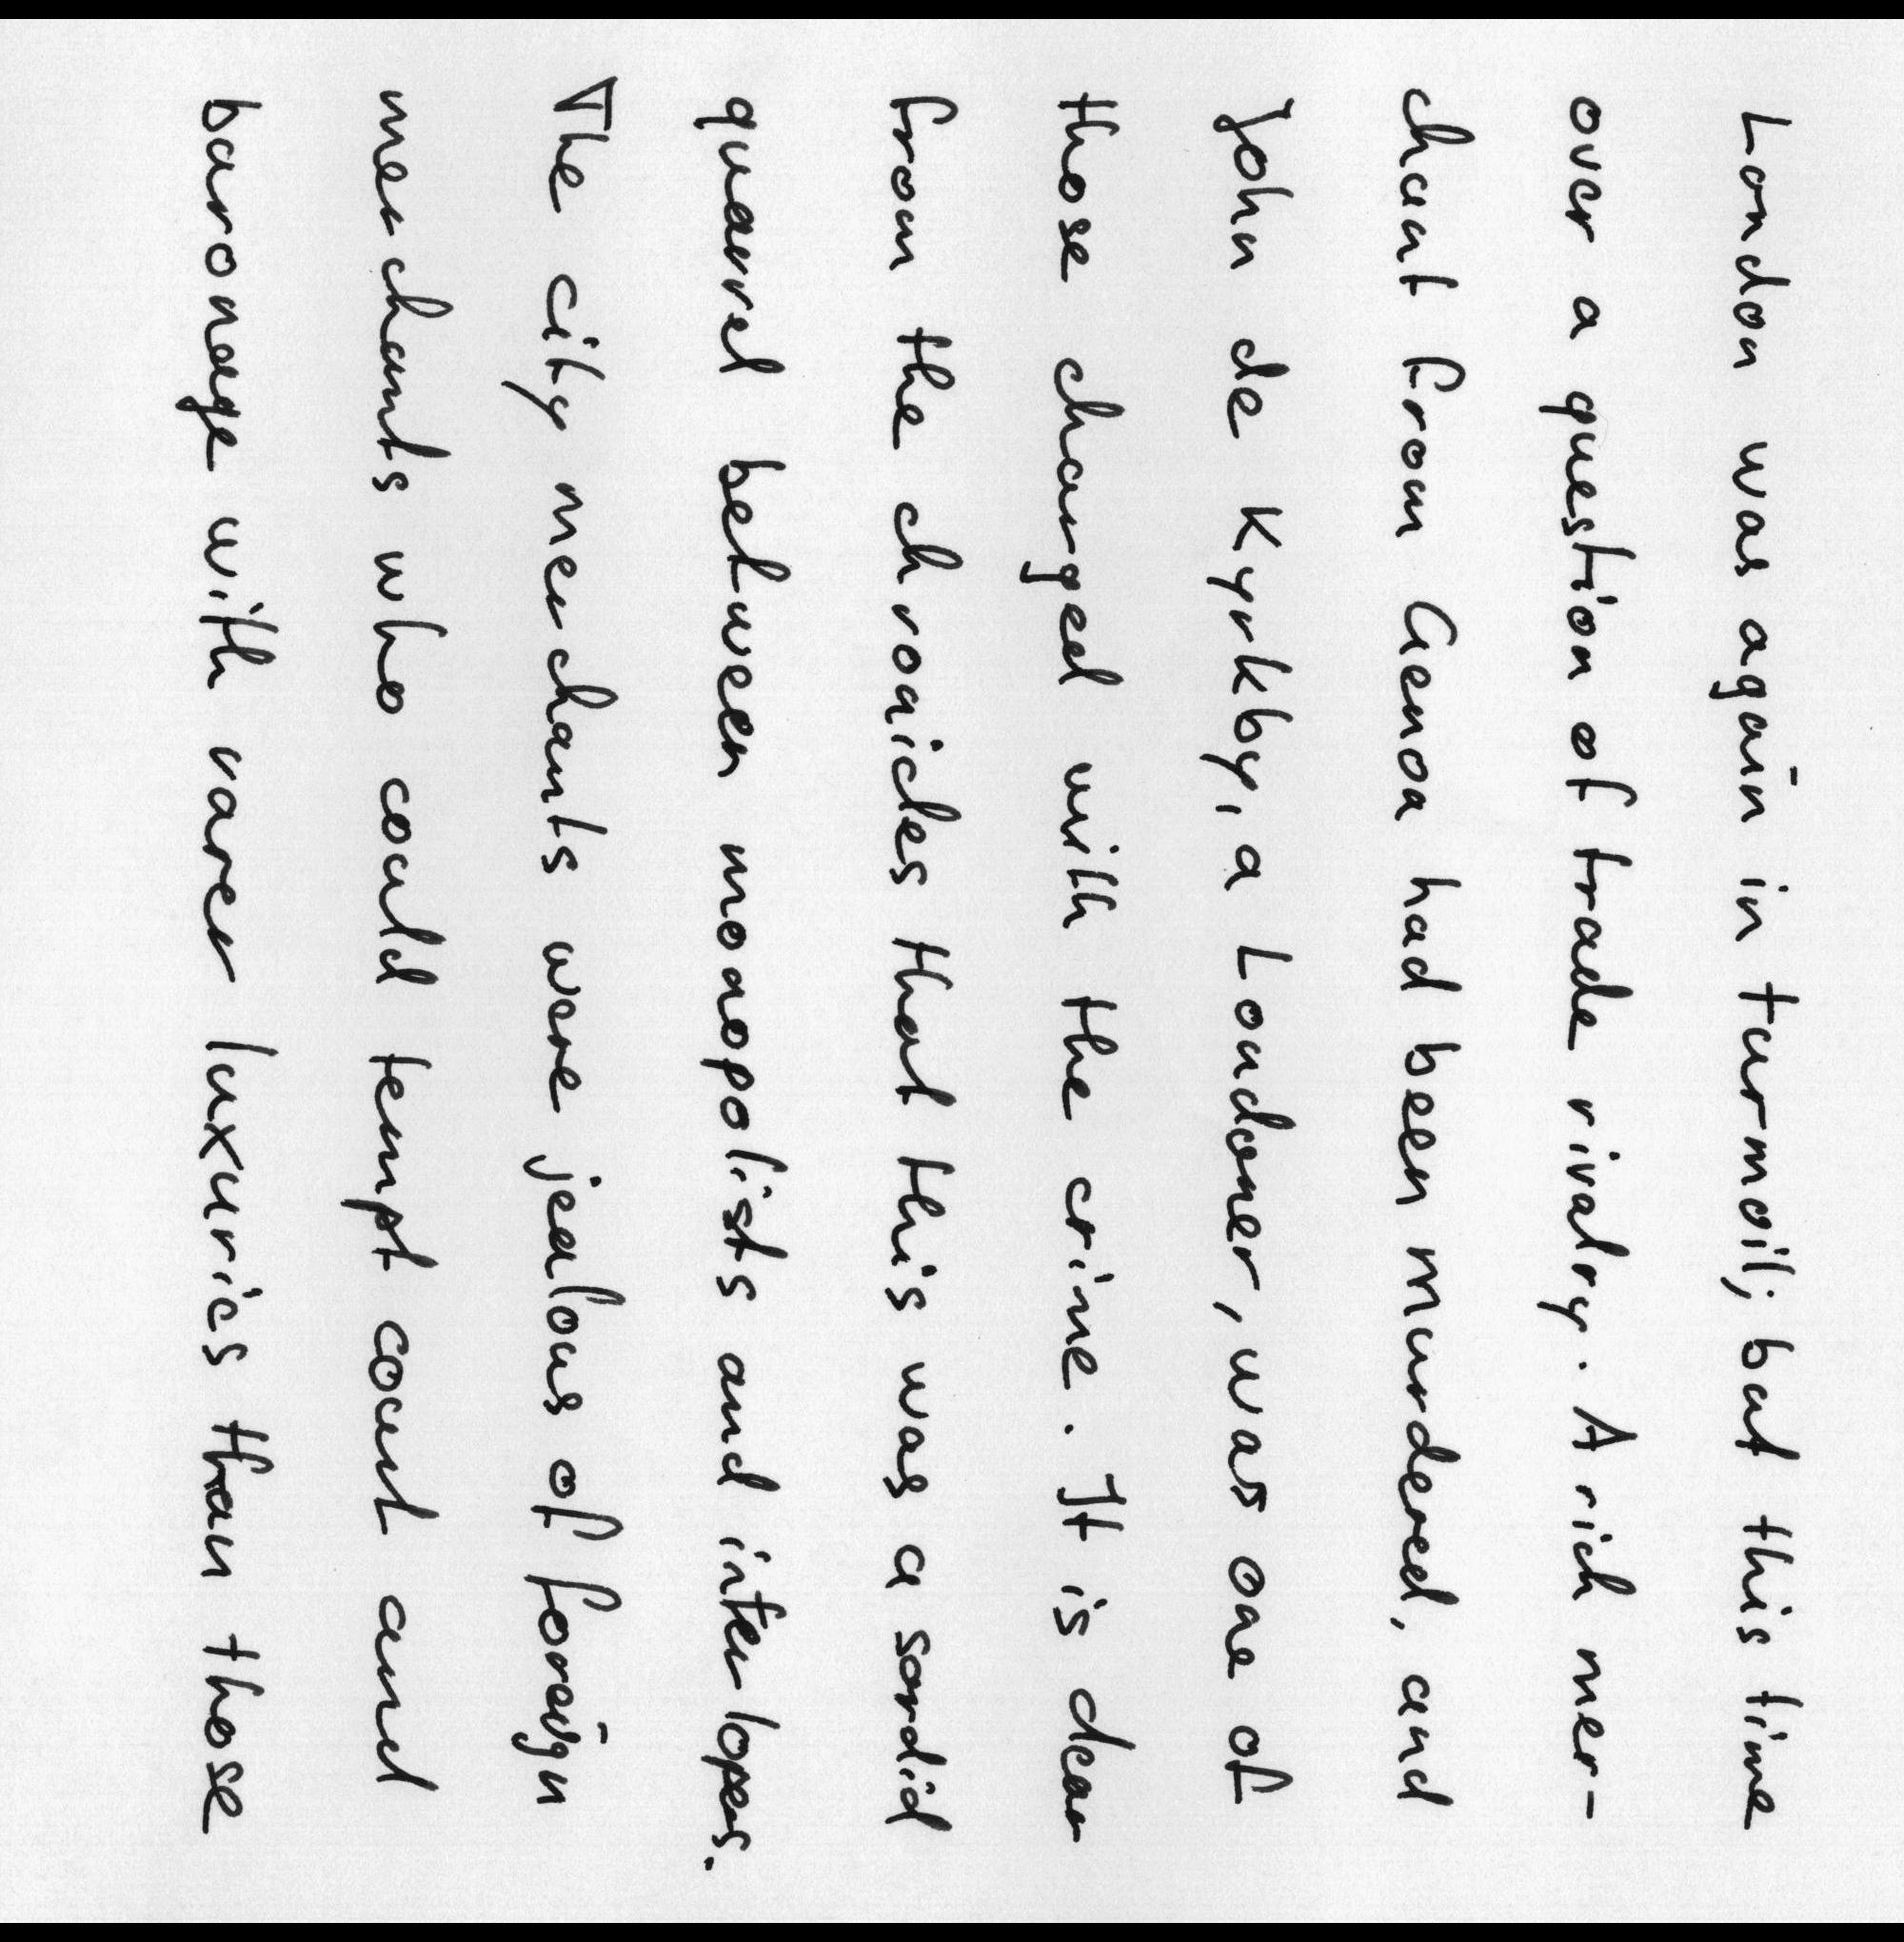 London was again in turmoil; but this time
over a question of trade rivalry. A rich mer-
chant from Genoa had been murdered, and
John de Kyrkby, a Londoner, was one of
those charged with the crime. It is clear
from the chronicles that this was a sordid
quarrel between monopolists and interlopers.
The city merchants were jealous of foreign
merchants who could tempt court and
baronage with rarer luxuries than those